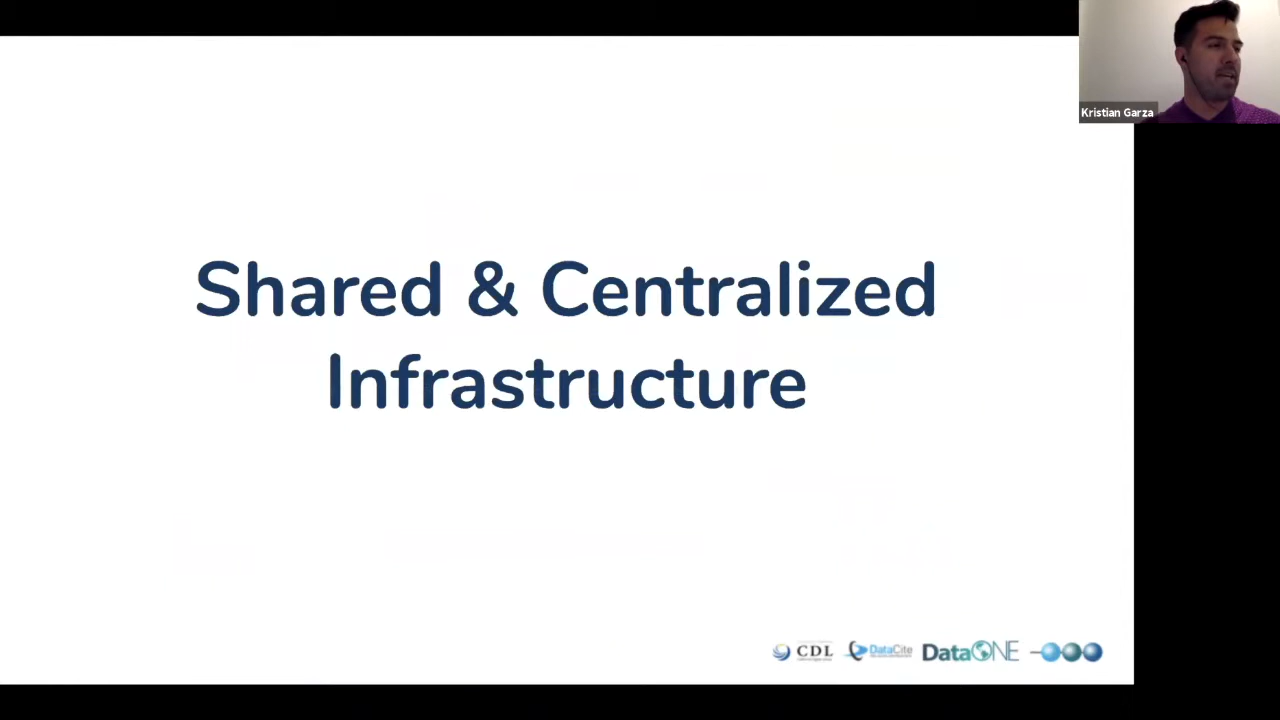 Kristian Garza
Shared & Centralized
Infrastructure
CDL
DataCite
DataONE